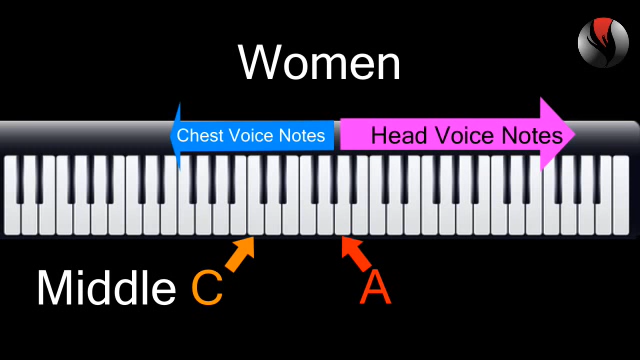 Women
Chest Voice Notes
Head Voice Notes
Middle C
A